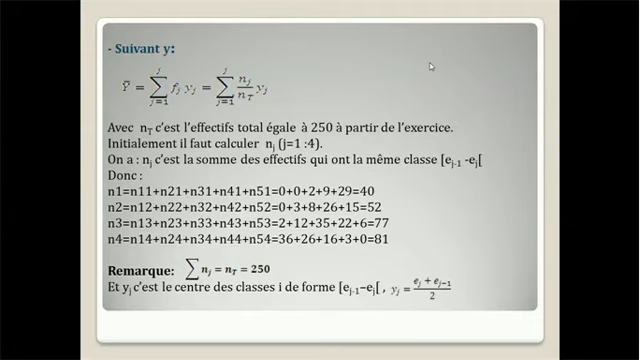 - Suivant y:
Ȳ = ∑_{j=1}^{j} f_j y_j = ∑_{j=1}^{j} n_j/n_T y_j
Avec n_T c'est l'effectifs total égale à 250 à partir de l'exercice.
Initialement il faut calculer n_j (j=1 :4).
On a : n_j c'est la somme des effectifs qui ont la même classe [e_{j-1} -e_j[
Donc :
n1=n11+n21+n31+n41+n51=0+0+2+9+29=40
n2=n12+n22+n32+n42+n52=0+3+8+26+15=52
n3=n13+n23+n33+n43+n53=2+12+35+22+6=77
n4=n14+n24+n34+n44+n54=36+26+16+3+0=81
Remarque: ∑ n_j = n_T = 250
Et y_j c'est le centre des classes i de forme [e_{j-1}–e_j[ , y_j = (e_j + e_{j-1})/2